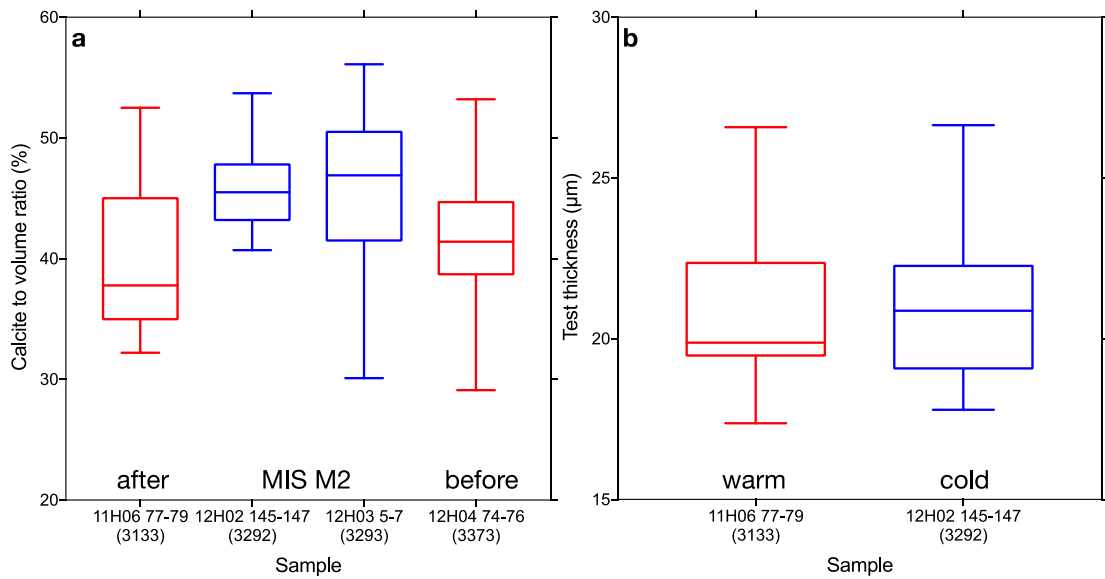 a
Calcite to volume ratio (%)
60
50
40
30
20
after
MIS M2
before
11H06 77-79
(3133)
12H02 145-147
(3292)
12H03 5-7
(3293)
12H04 74-76
(3373)
Sample
b
Test thickness (µm)
30
25
20
15
warm
cold
11H06 77-79
(3133)
12H02 145-147
(3292)
Sample